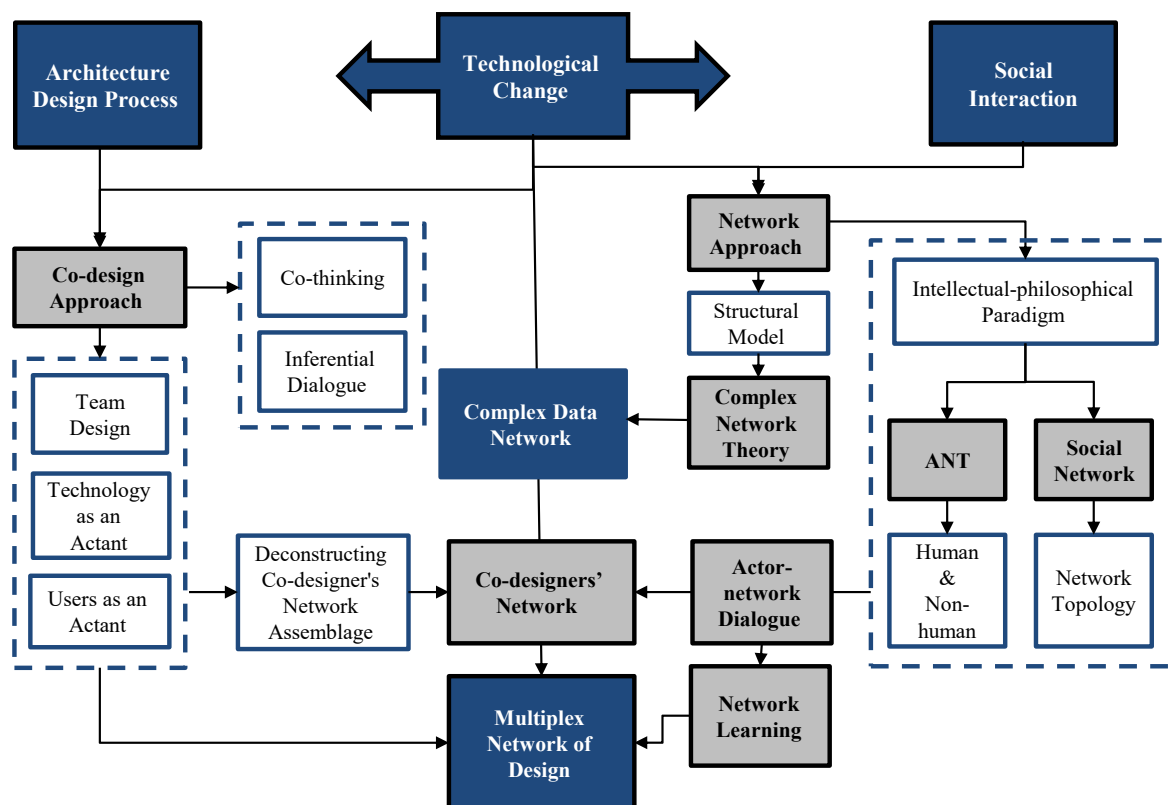 Architecture
Design Process
Technological
Change
Social
Interaction
Network
Approach
Co-design
Approach
Co-thinking
Intellectual-philosophical
Paradigm
Structural
Model
Inferential
Dialogue
Team
Design
Complex Data
Network
Complex
Network
Theory
ANT
Social
Network
Technology
as an
Actant
Deconstructing
Co-designer's
Network
Assemblage
Co-designers’
Network
Actor-
network
Dialogue
Human
&
Non-
human
Network
Topology
Users as an
Actant
Multiplex
Network of
Design
Network
Learning